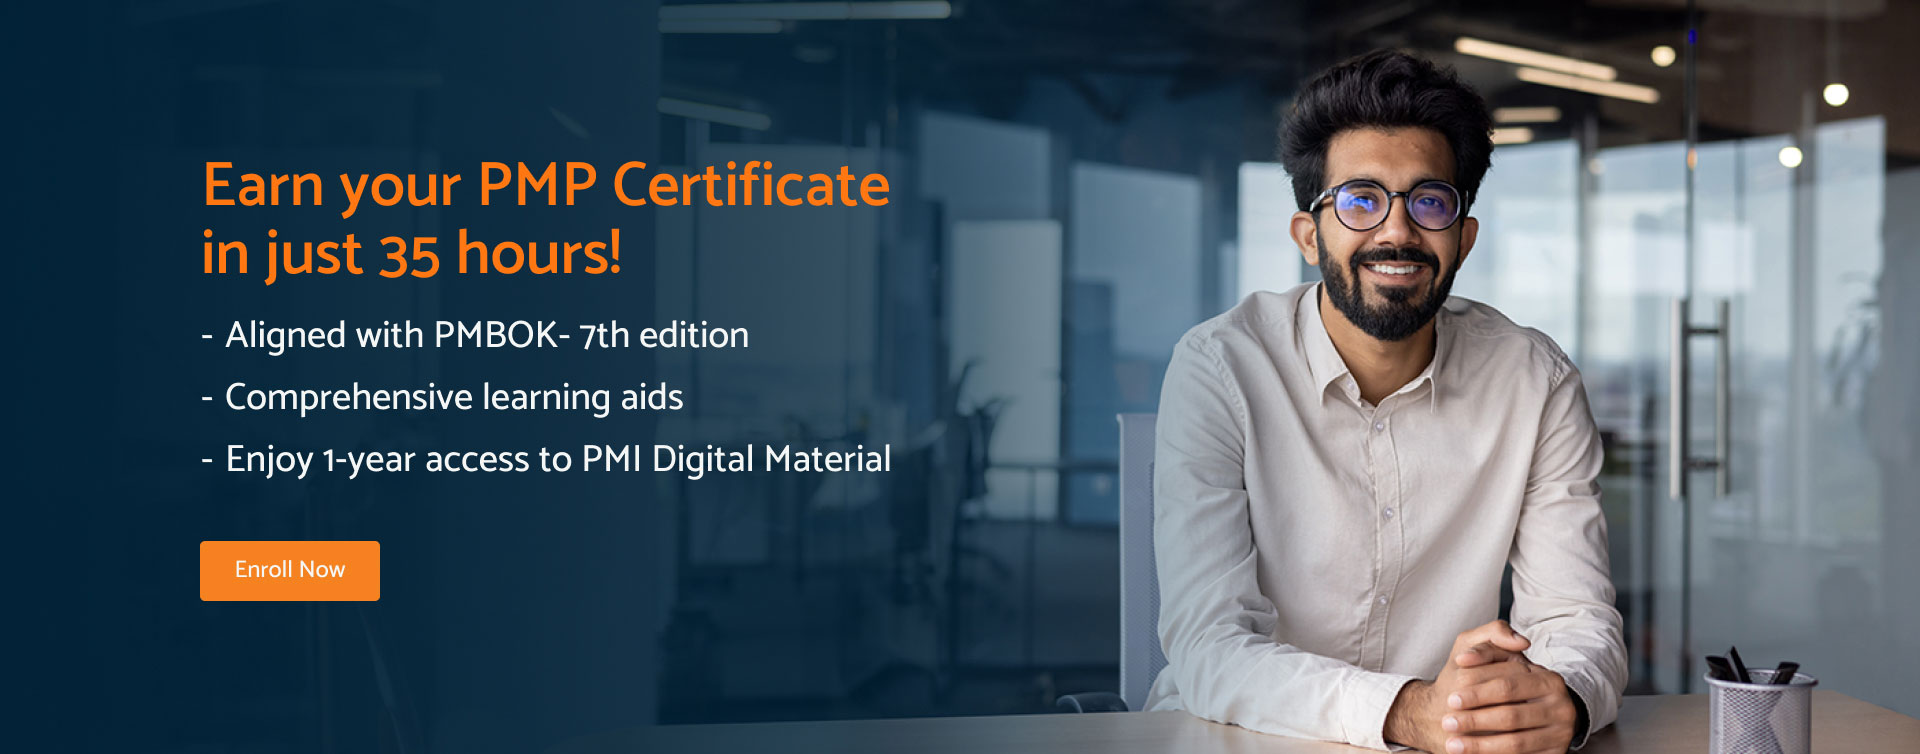 Earn your PMP Certificate
in just 35 hours!
- Aligned with PMBOK- 7th edition
- Comprehensive learning aids
- Enjoy 1-year access to PMI Digital Material
Enroll Now